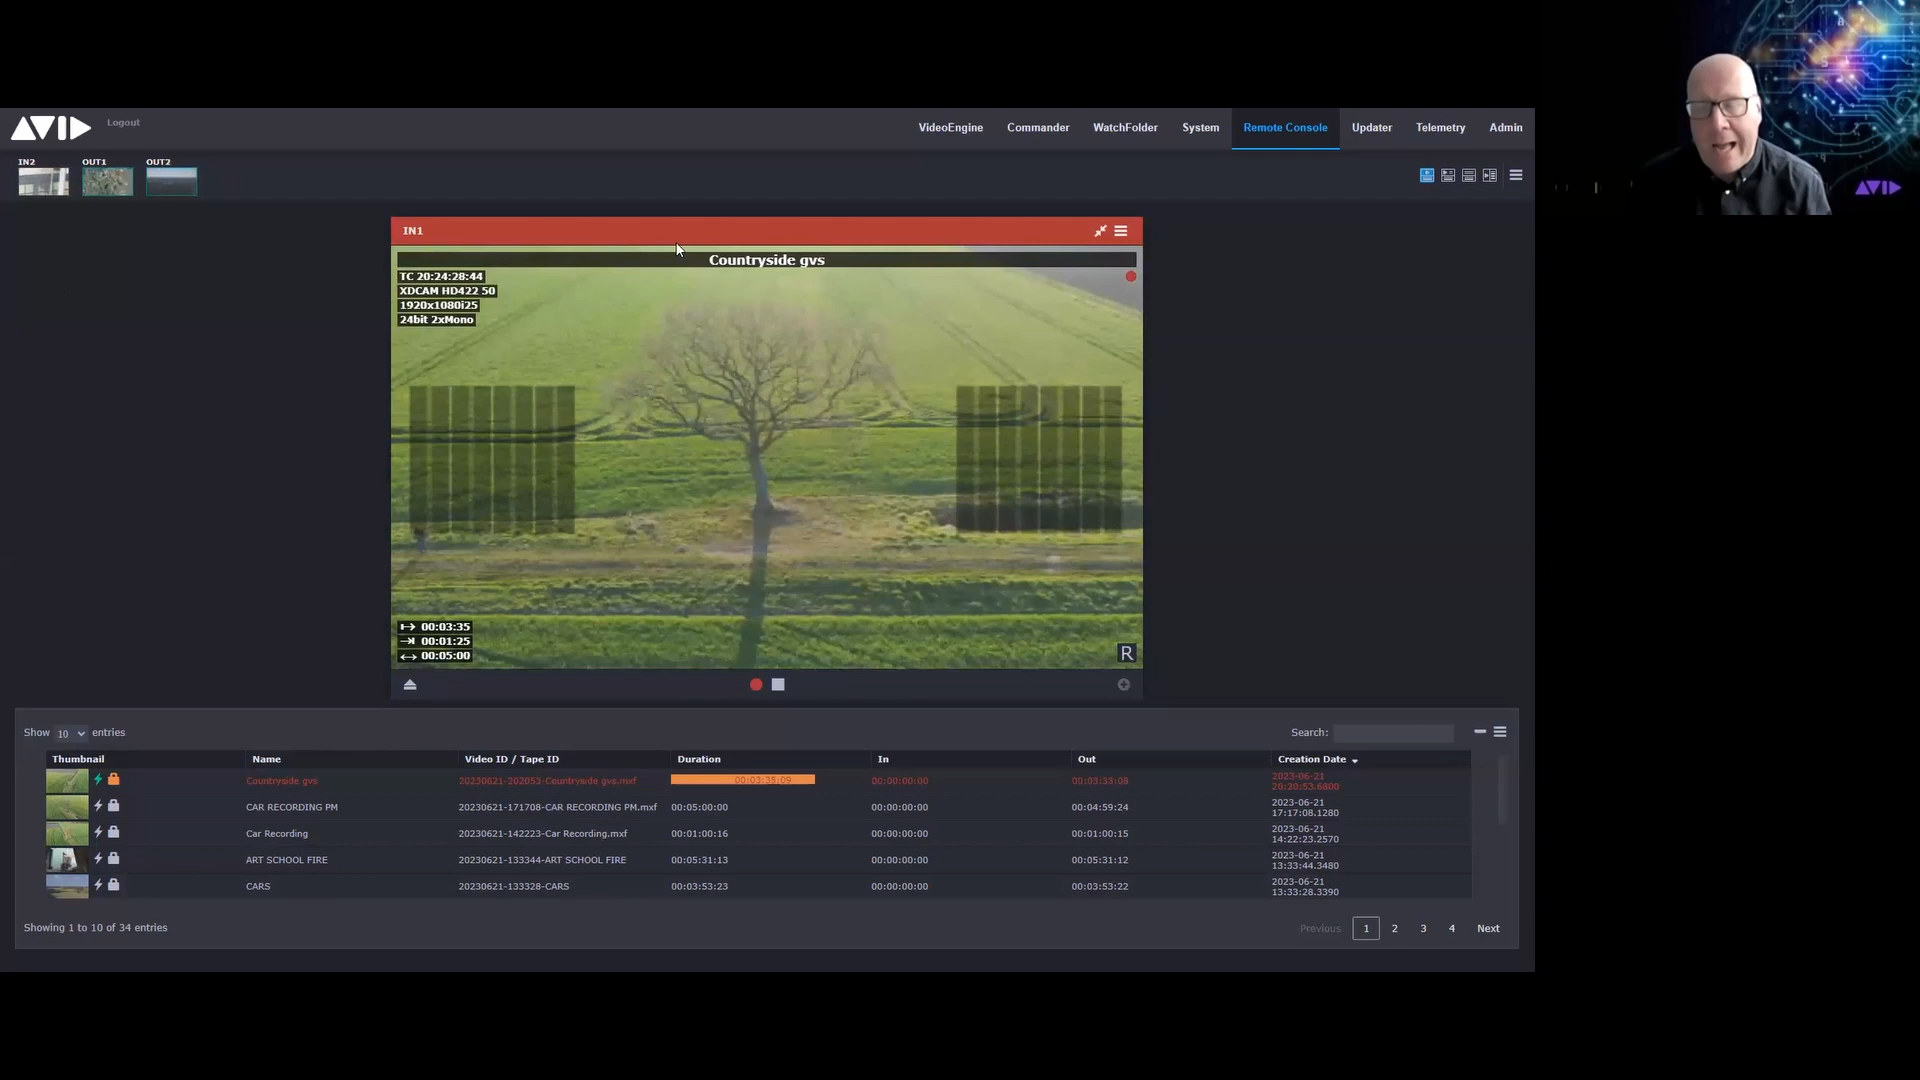 AVID
Logout
VideoEngine
Commander
WatchFolder
System
Remote Console
Updater
Telemetry
Admin
IN2
OUT1
OUT2
IN1
Countryside gvs
TC 20:24:28:44
XDCAM HD422 50
1920x1080i25
24bit 2xMono
00:03:35
00:01:25
00:05:00
R
AVID
Show 10 entries
Search:
Thumbnail Name Video ID / Tape ID Duration In Out Creation Date
Countryside gvs 20230621-202053-Countryside gvs.mxf 00:03:35:09 00:00:00:00 00:03:33:08 2023-06-21
20:20:53.6800
CAR RECORDING PM 20230621-171708-CAR RECORDING PM.mxf 00:05:00:00 00:00:00:00 00:04:59:24 2023-06-21
17:17:08.1280
Car Recording 20230621-142223-Car Recording.mxf 00:01:00:16 00:00:00:00 00:01:00:15 2023-06-21
14:22:23.2570
ART SCHOOL FIRE 20230621-133344-ART SCHOOL FIRE 00:05:31:13 00:00:00:00 00:05:31:12 2023-06-21
13:33:44.3480
CARS 20230621-133328-CARS 00:03:53:23 00:00:00:00 00:03:53:22 2023-06-21
13:33:28.3390
Showing 1 to 10 of 34 entries
Previous 1 2 3 4 Next